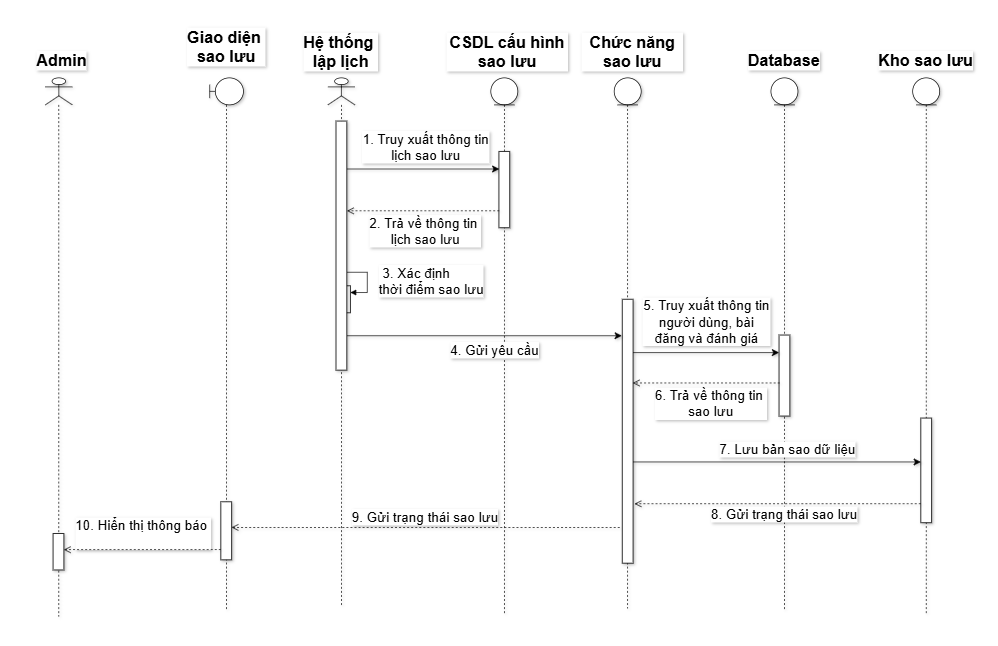 Admin
Giao diện
sao lưu
Hệ thống
lập lịch
CSDL cấu hình
sao lưu
Chức năng
sao lưu
Database
Kho sao lưu
1. Truy xuất thông tin
lịch sao lưu
2. Trả về thông tin
lịch sao lưu
3. Xác định
thời điểm sao lưu
4. Gửi yêu cầu
5. Truy xuất thông tin
người dùng, bài
đăng và đánh giá
6. Trả về thông tin
sao lưu
7. Lưu bản sao dữ liệu
8. Gửi trạng thái sao lưu
9. Gửi trạng thái sao lưu
10. Hiển thị thông báo